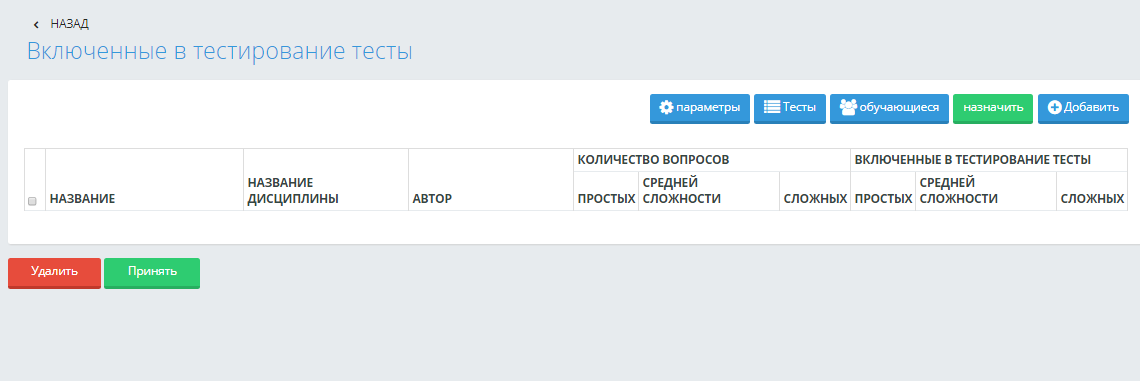 НАЗАД
Включенные в тестирование тесты
параметры Тесты обучающиеся назначить Добавить
КОЛИЧЕСТВО ВОПРОСОВ ВКЛЮЧЕННЫЕ В ТЕСТИРОВАНИЕ ТЕСТЫ
НАЗВАНИЕ НАЗВАНИЕ ДИСЦИПЛИНЫ АВТОР ПРОСТЫХ СРЕДНЕЙ СЛОЖНОСТИ СЛОЖНЫХ ПРОСТЫХ СРЕДНЕЙ СЛОЖНОСТИ СЛОЖНЫХ
Удалить Принять